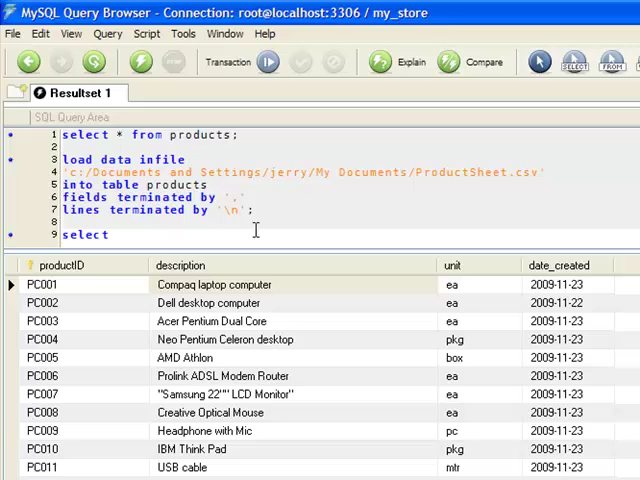 MySQL Query Browser - Connection: root@localhost:3306 / my_store
File Edit View Query Script Tools Window Help
Transaction Explain Compare SELECT FROM
Resultset 1
SQL Query Area
1 select * from products;
2
3 load data infile
4 'c:/Documents and Settings/jerry/My Documents/ProductSheet.csv'
5 into table products
6 fields terminated by ','
7 lines terminated by '\n';
8
9 select
productID description unit date_created
PC001 Compaq laptop computer ea 2009-11-23
PC002 Dell desktop computer ea 2009-11-22
PC003 Acer Pentium Dual Core ea 2009-11-23
PC004 Neo Pentium Celeron desktop pkg 2009-11-23
PC005 AMD Athlon box 2009-11-23
PC006 Prolink ADSL Modem Router ea 2009-11-23
PC007 "Samsung 22"" LCD Monitor" ea 2009-11-23
PC008 Creative Optical Mouse ea 2009-11-23
PC009 Headphone with Mic pc 2009-11-23
PC010 IBM Think Pad pkg 2009-11-23
PC011 USB cable mtr 2009-11-23